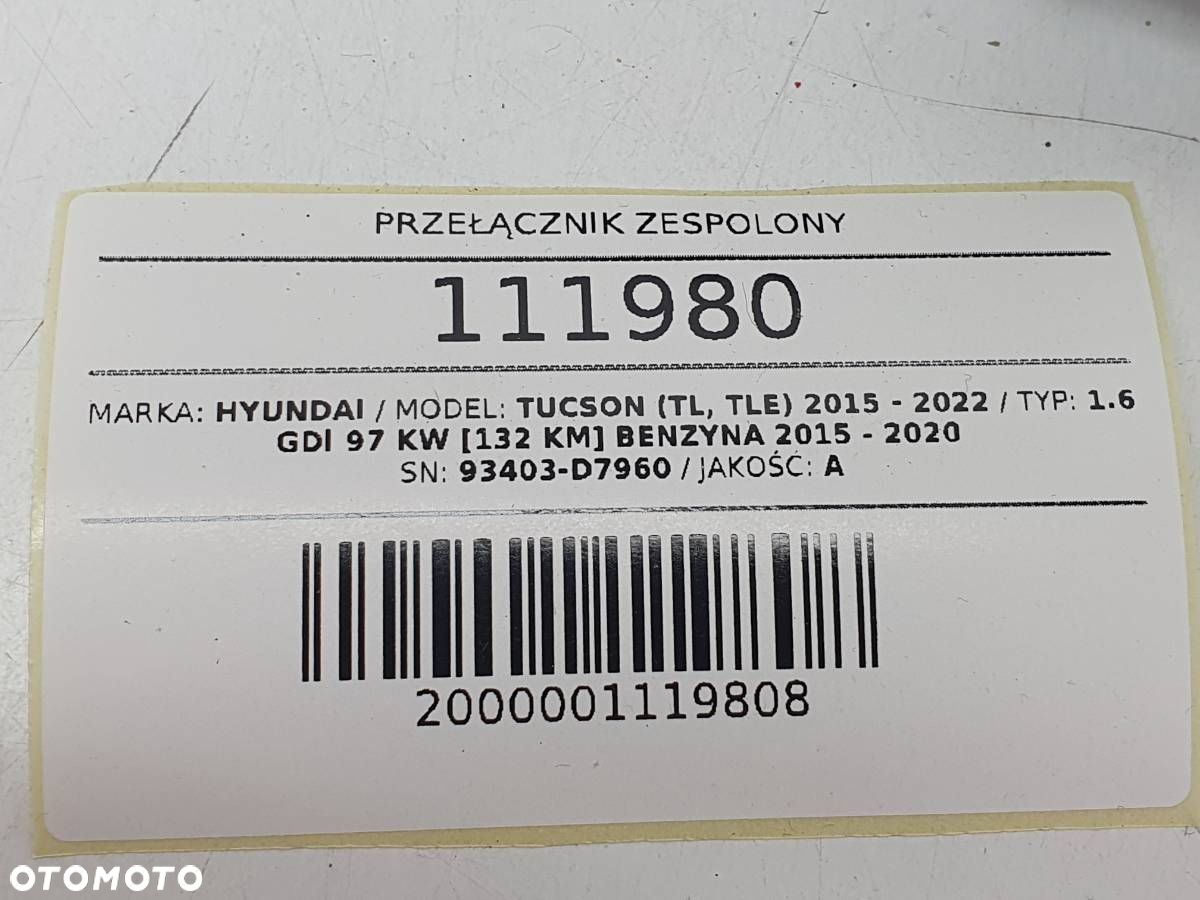 PRZEŁĄCZNIK ZESPOLONY
111980
MARKA: HYUNDAI / MODEL: TUCSON (TL, TLE) 2015 - 2022 / TYP: 1.6
GDI 97 KW [132 KM] BENZYNA 2015 - 2020
SN: 93403-D7960 / JAKOŚĆ: A
2000001119808
OTOMOTO